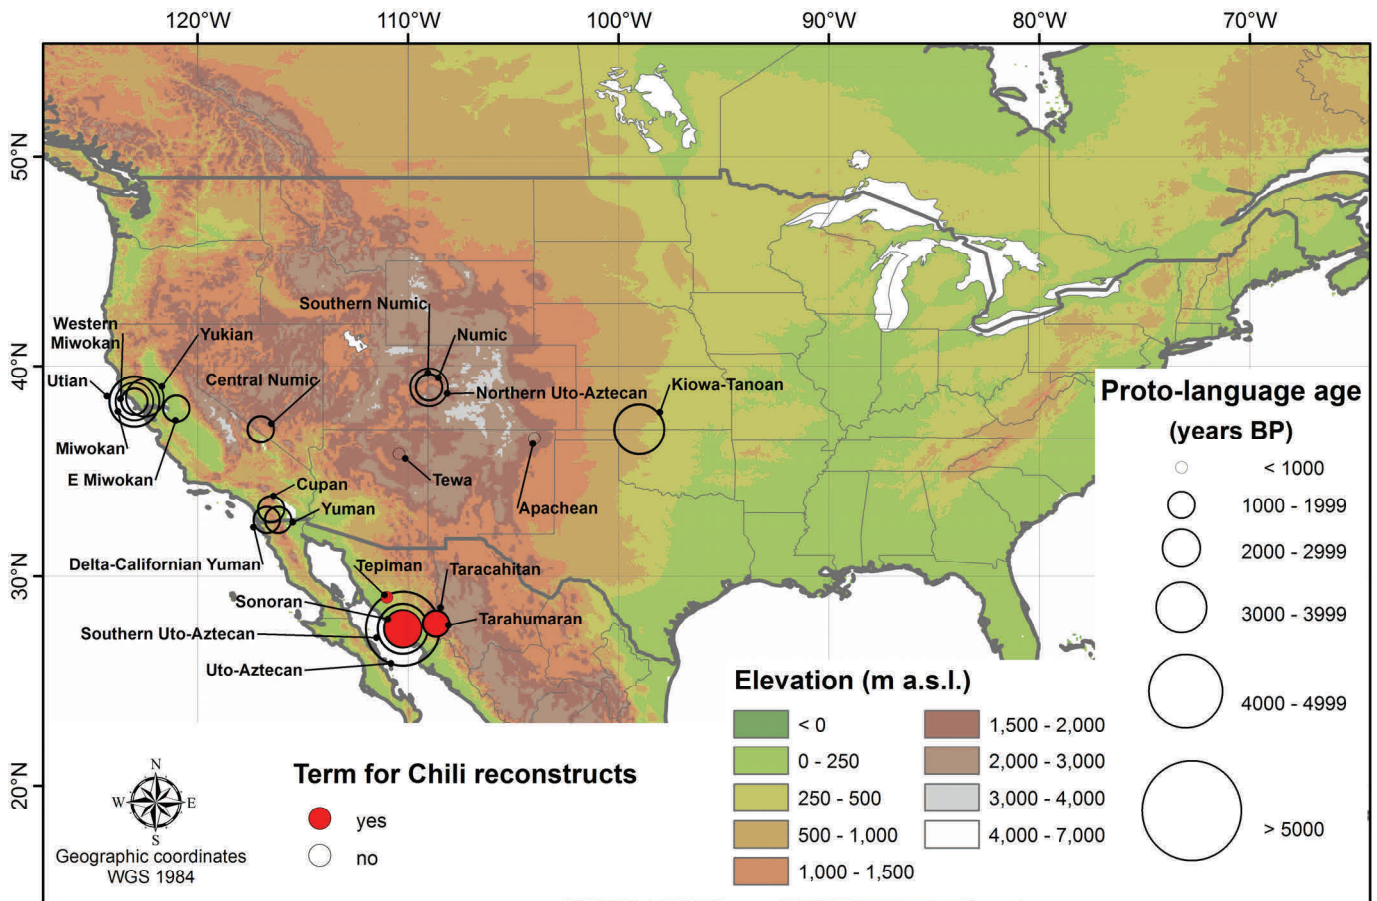 120°W 110°W 100°W 90°W 80°W 70°W
50°N
40°N
30°N
20°N
Southern Numic
Western
Miwokan
Yukian
Numic
Utian
Central Numic
Northern Uto-Aztecan
Kiowa-Tanoan
Miwokan
E Miwokan
Cupan
Tewa
Yuman
Apachean
Delta-Californian Yuman
Tepiman
Taracahitan
Sonoran
Tarahumaran
Southern Uto-Aztecan
Uto-Aztecan
Proto-language age
(years BP)
< 1000
1000 - 1999
2000 - 2999
3000 - 3999
4000 - 4999
> 5000
Elevation (m a.s.l.)
< 0
0 - 250
250 - 500
500 - 1,000
1,000 - 1,500
1,500 - 2,000
2,000 - 3,000
3,000 - 4,000
4,000 - 7,000
Term for Chili reconstructs
yes
no
N
W E
S
Geographic coordinates
WGS 1984